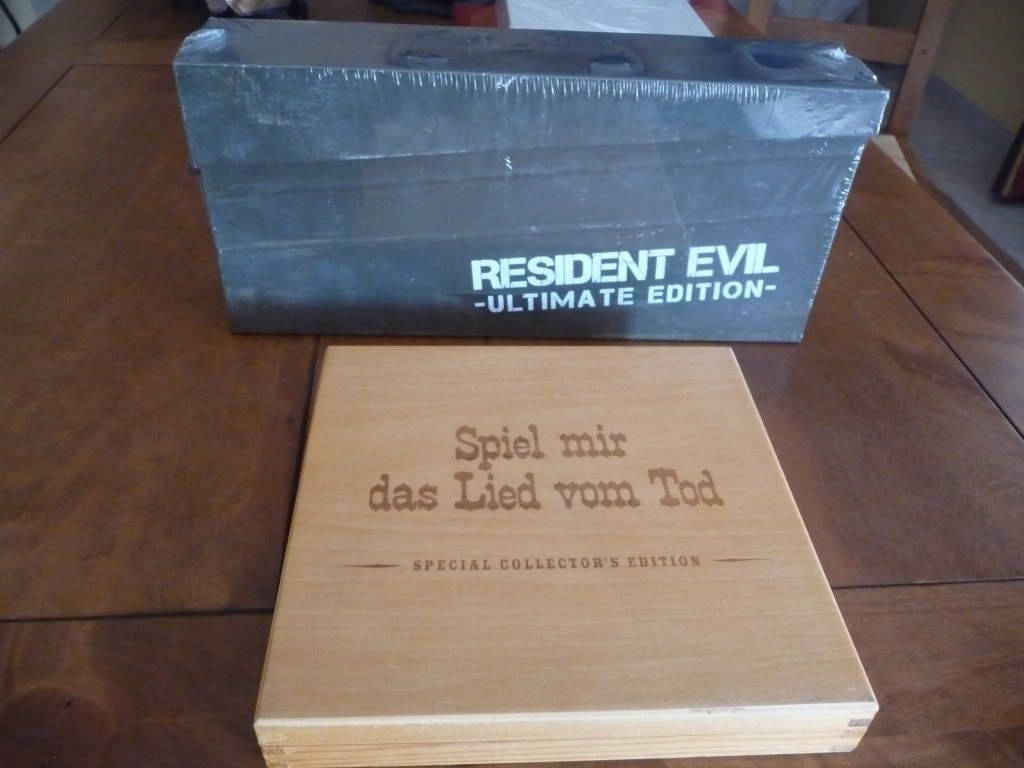 RESIDENT EVIL
-ULTIMATE EDITION-
Spiel mir
das Lied vom Tod
SPECIAL COLLECTOR'S EDITION